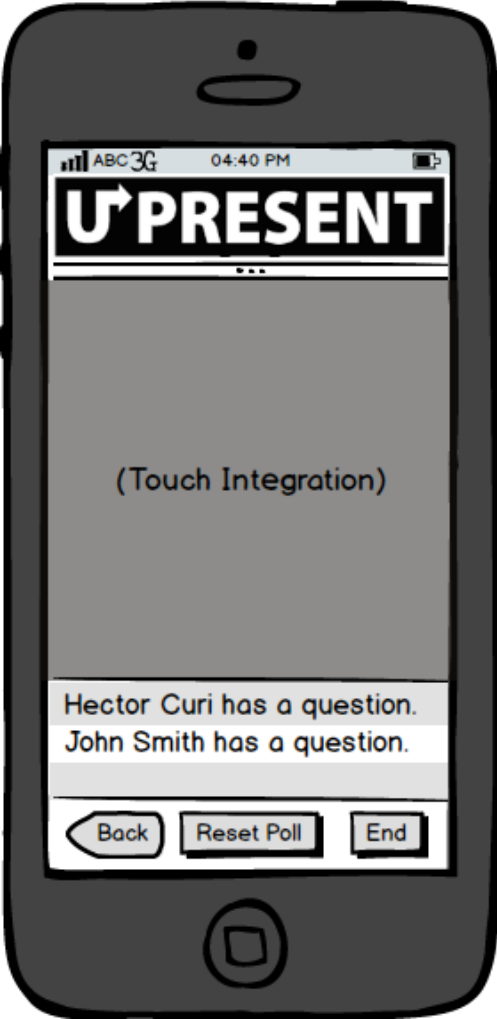 ABC 3G 04:40 PM
UPRESENT
...
(Touch Integration)
Hector Curi has a question.
John Smith has a question.
Back Reset Poll End